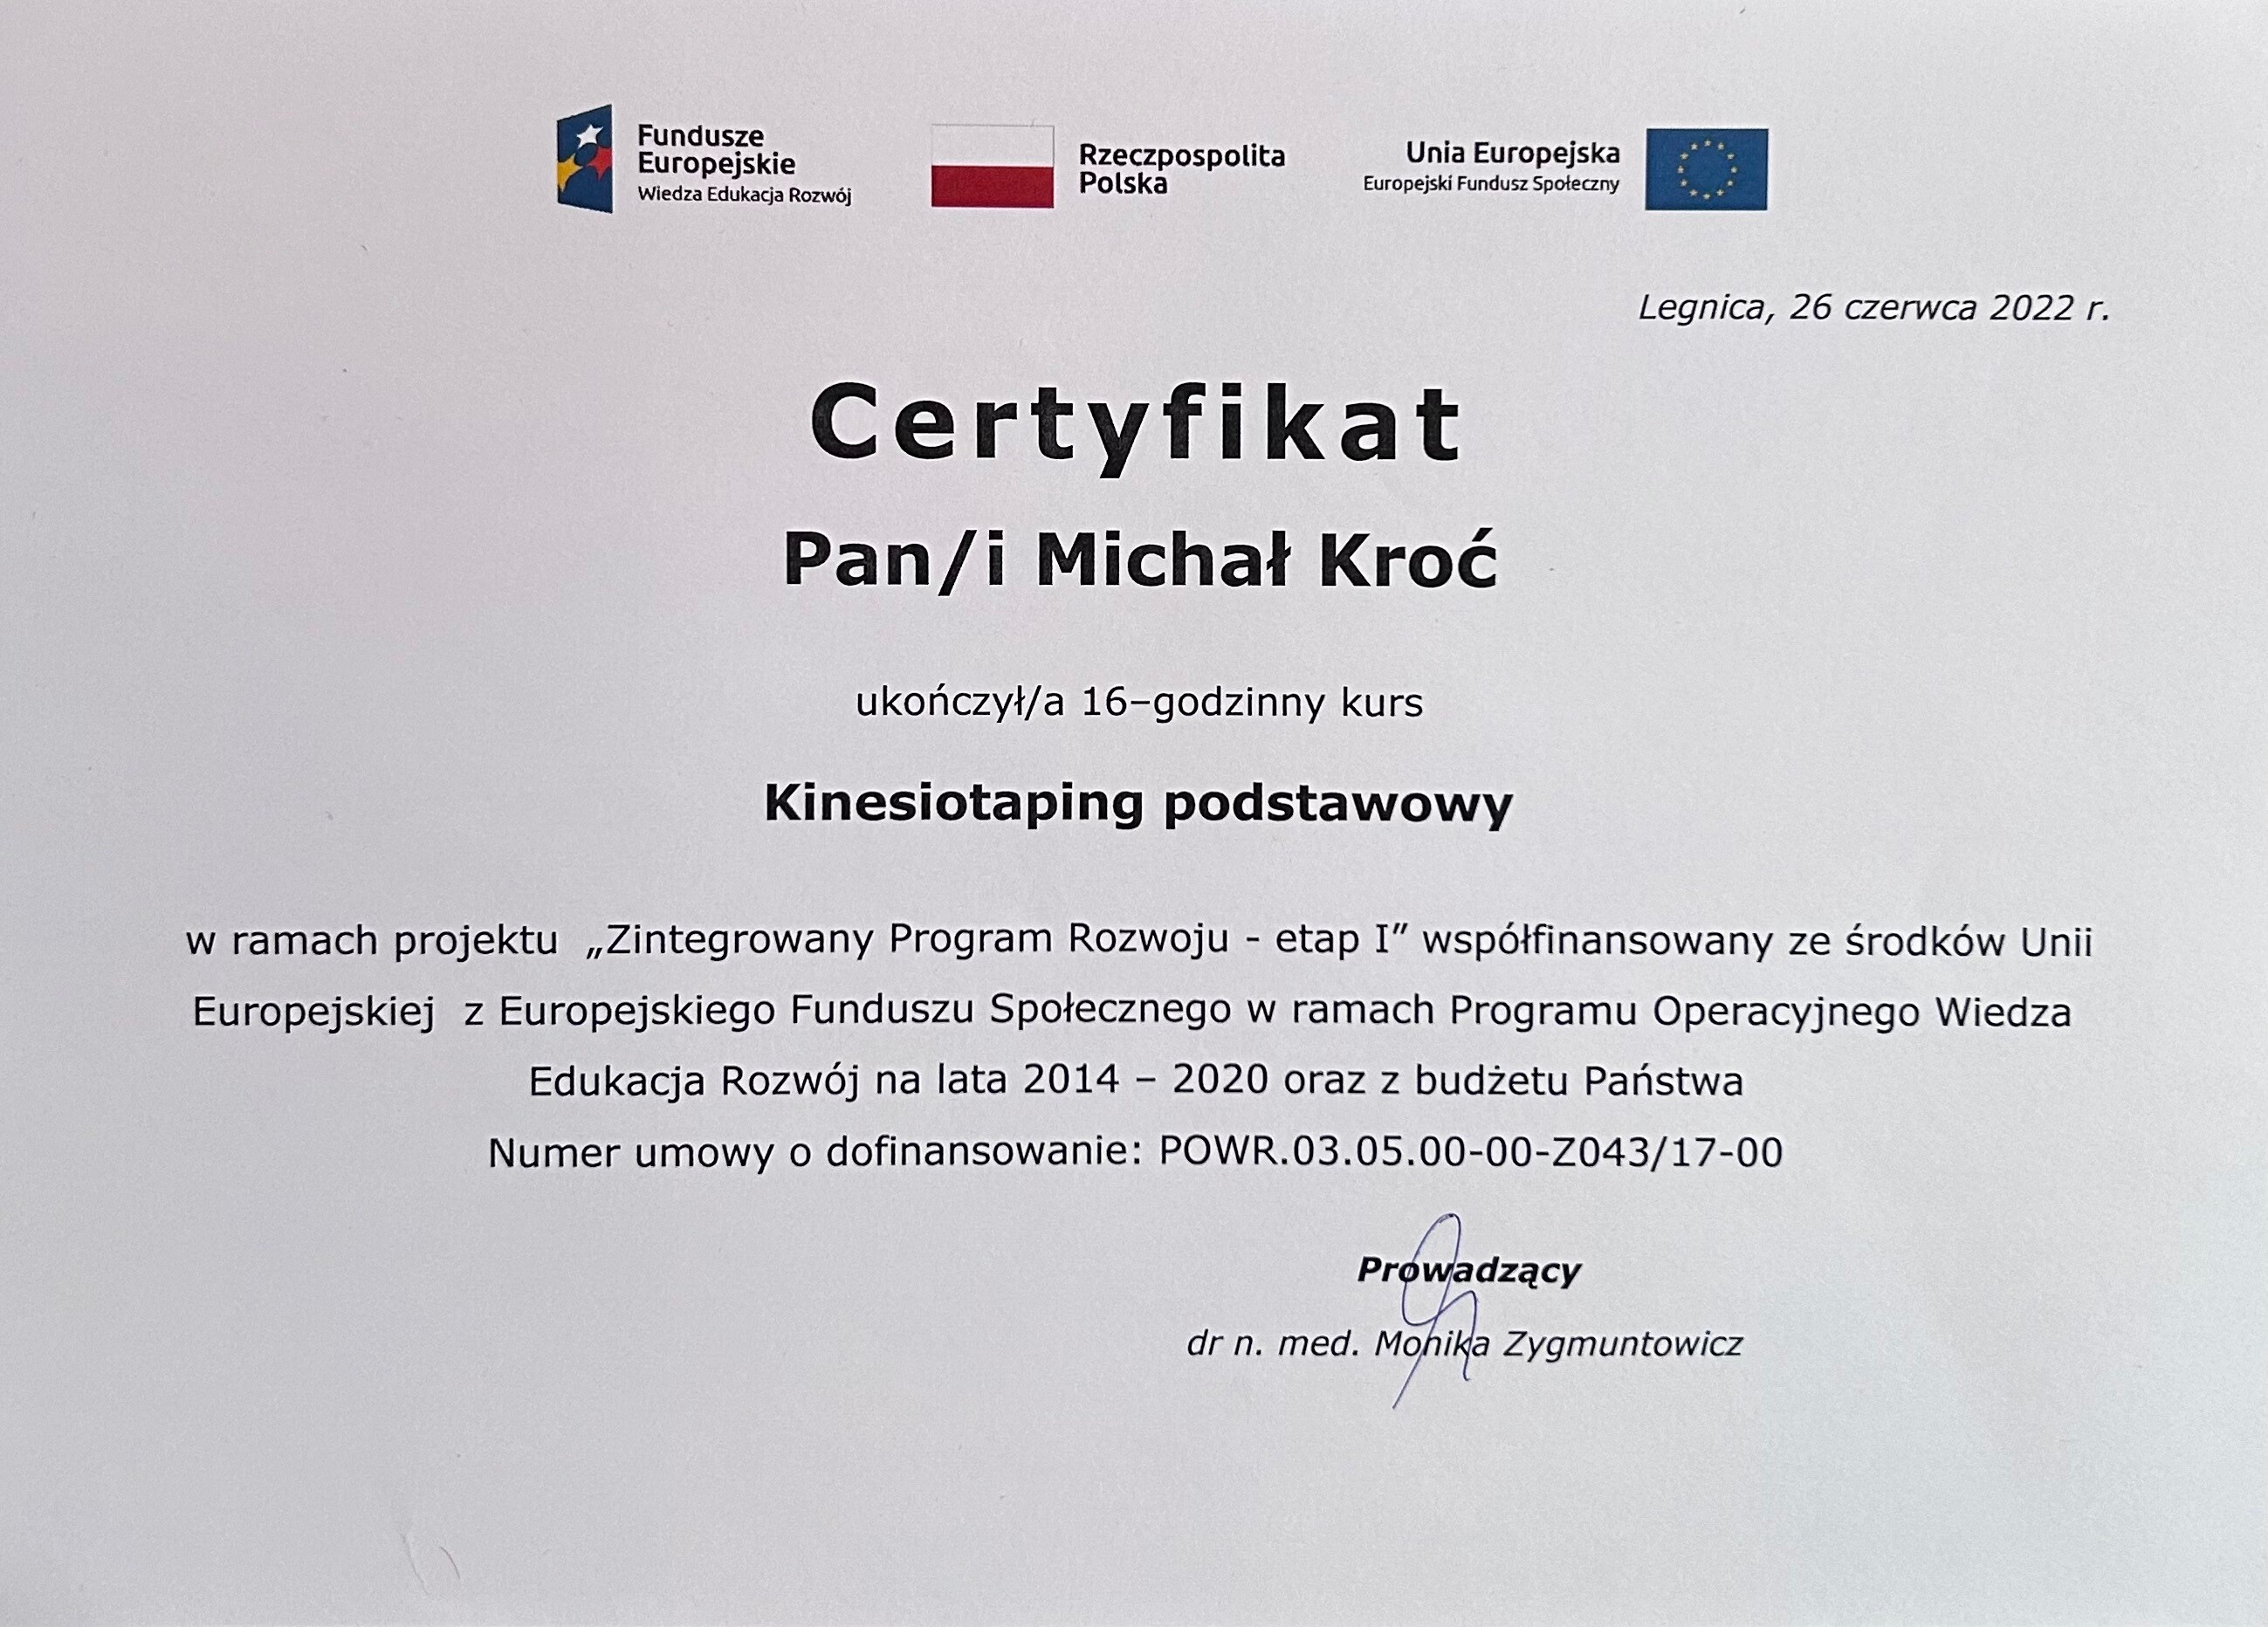 Fundusze
Europejskie
Wiedza Edukacja Rozwój
Rzeczpospolita
Polska
Unia Europejska
Europejski Fundusz Społeczny
Legnica, 26 czerwca 2022 r.
Certyfikat
Pan/i Michał Kroć
ukończył/a 16–godzinny kurs
Kinesiotaping podstawowy
w ramach projektu „Zintegrowany Program Rozwoju - etap I” współfinansowany ze środków Unii
Europejskiej z Europejskiego Funduszu Społecznego w ramach Programu Operacyjnego Wiedza
Edukacja Rozwój na lata 2014 – 2020 oraz z budżetu Państwa
Numer umowy o dofinansowanie: POWR.03.05.00-00-Z043/17-00
Prowadzący
dr n. med. Monika Zygmuntowicz